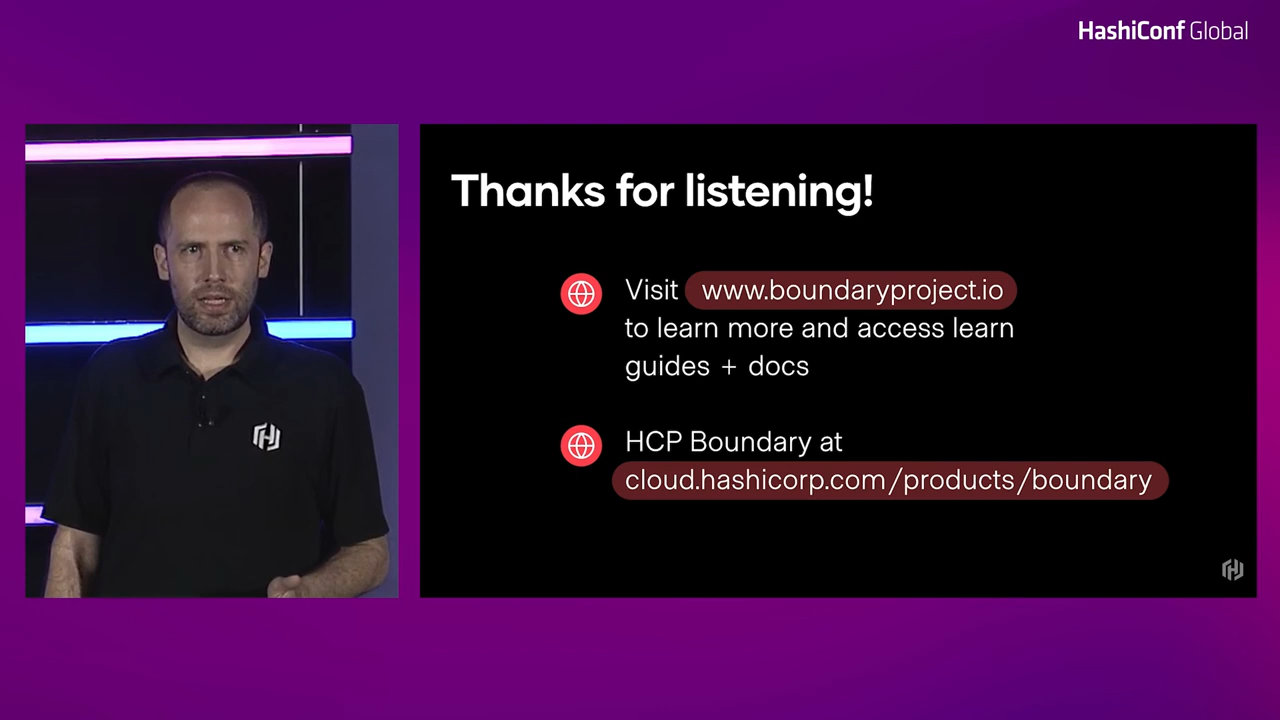 HashiConf Global
Thanks for listening!
Visit www.boundaryproject.io
to learn more and access learn
guides + docs
HCP Boundary at
cloud.hashicorp.com/products/boundary